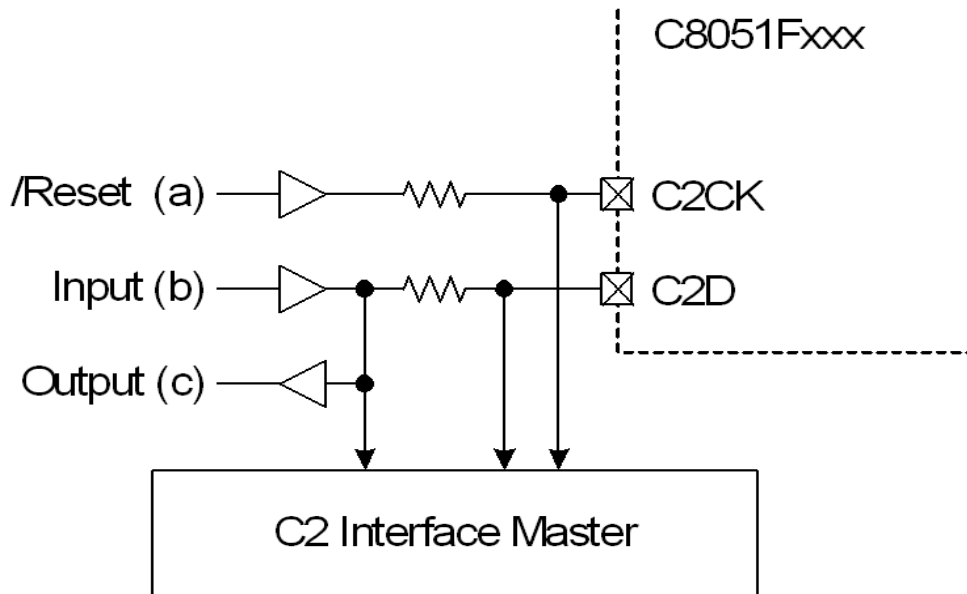 C8051Fxxx
/Reset (a)
C2CK
Input (b)
C2D
Output (c)
C2 Interface Master